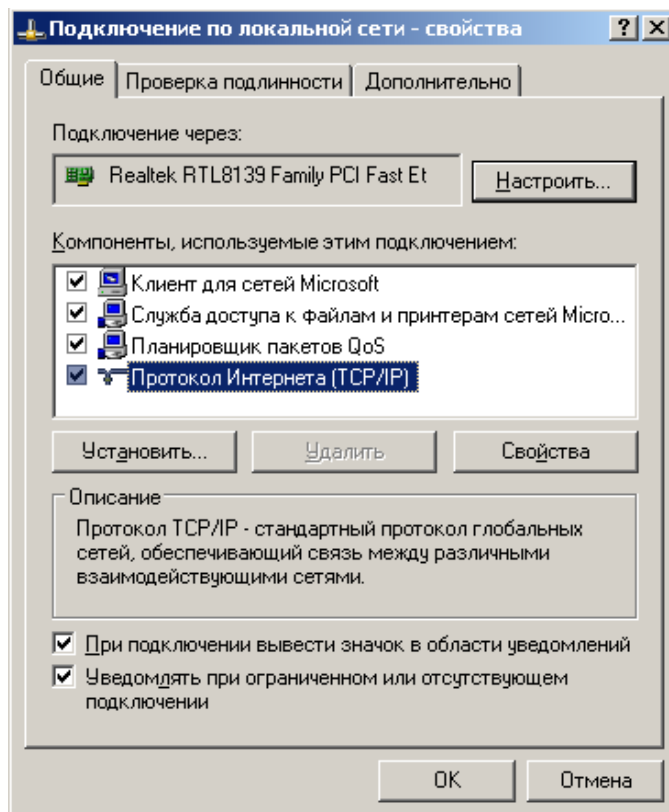 Подключение по локальной сети - свойства
Общие
Проверка подлинности
Дополнительно
Подключение через:
Realtek RTL8139 Family PCI Fast Et
Настроить...
Компоненты, используемые этим подключением:
Клиент для сетей Microsoft
Служба доступа к файлам и принтерам сетей Micro...
Планировщик пакетов QoS
Протокол Интернета (TCP/IP)
Установить...
Удалить
Свойства
Описание
Протокол TCP/IP - стандартный протокол глобальных
сетей, обеспечивающий связь между различными
взаимодействующими сетями.
При подключении вывести значок в области уведомлений
Уведомлять при ограниченном или отсутствующем
подключении
OK
Отмена